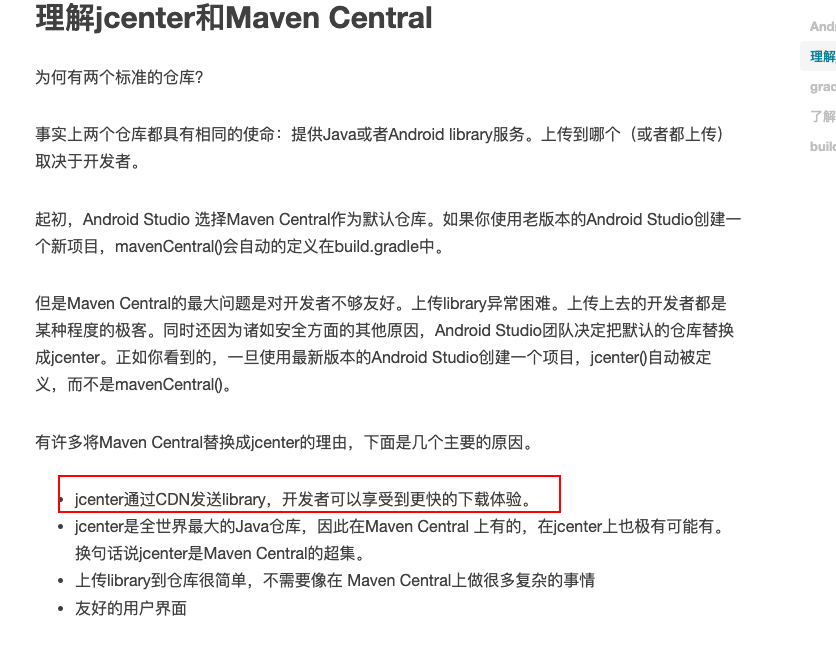 理解jcenter和Maven Central
为何有两个标准的仓库？
事实上两个仓库都具有相同的使命：提供Java或者Android library服务。上传到哪个（或者都上传）
取决于开发者。
起初，Android Studio 选择Maven Central作为默认仓库。如果你使用老版本的Android Studio创建一
个新项目，mavenCentral()会自动的定义在build.gradle中。
但是Maven Central的最大问题是对开发者不够友好。上传library异常困难。上传上去的开发者都是
某种程度的极客。同时还因为诸如安全方面的其他原因，Android Studio团队决定把默认的仓库替换
成jcenter。正如你看到的，一旦使用最新版本的Android Studio创建一个项目，jcenter()自动被定
义，而不是mavenCentral()。
有许多将Maven Central替换成jcenter的理由，下面是几个主要的原因。
• jcenter通过CDN发送library，开发者可以享受到更快的下载体验。
• jcenter是全世界最大的Java仓库，因此在Maven Central 上有的，在jcenter上也极有可能有。
换句话说jcenter是Maven Central的超集。
• 上传library到仓库很简单，不需要像在 Maven Central上做很多复杂的事情
• 友好的用户界面
Andr
理解
grad
了解
build